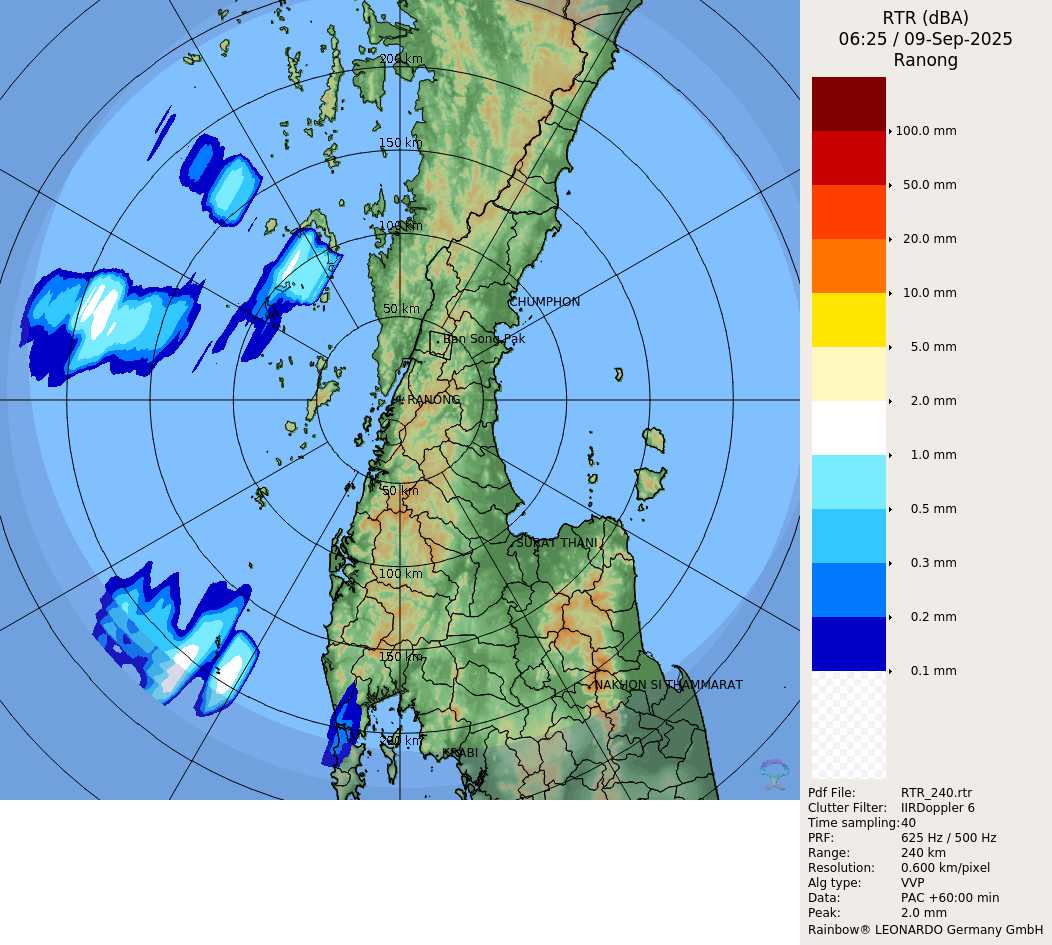 RTR (dBA)
06:25 / 09-Sep-2025
Ranong
200 km
150 km
100 km
50 km
CHUMPHON
Ban Song Pak
RANONG
50 km
SURAT THANI
100 km
150 km
NAKHON SI THAMMARAT
200 km
KRABI
100.0 mm
50.0 mm
20.0 mm
10.0 mm
5.0 mm
2.0 mm
1.0 mm
0.5 mm
0.3 mm
0.2 mm
0.1 mm
Pdf File: RTR_240.rtr
Clutter Filter: IIRDoppler 6
Time sampling:40
PRF: 625 Hz / 500 Hz
Range: 240 km
Resolution: 0.600 km/pixel
Alg type: VVP
Data: PAC +60:00 min
Peak: 2.0 mm
Rainbow® LEONARDO Germany GmbH